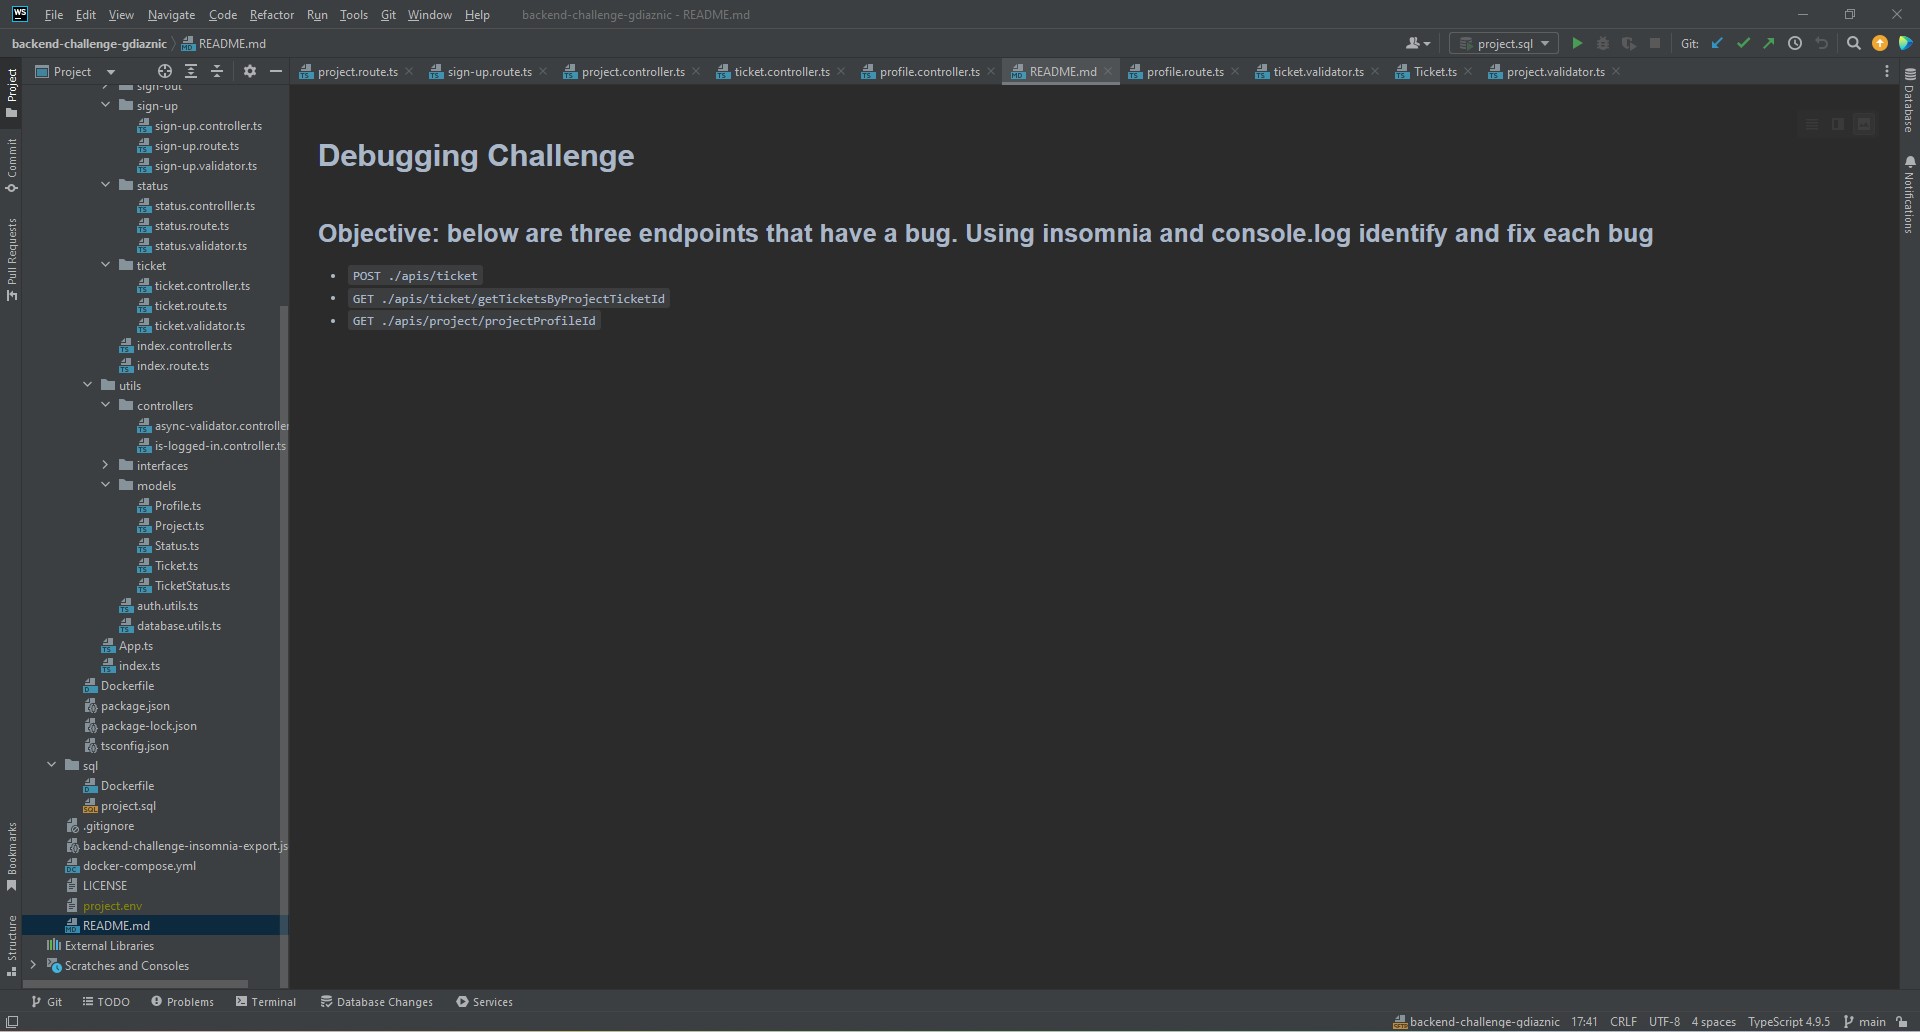 WS File Edit View Navigate Code Refactor Run Tools Git Window Help backend-challenge-gdiaznic - README.md
backend-challenge-gdiaznic README.md project.sql Git:
Project project.route.ts sign-up.route.ts project.controller.ts ticket.controller.ts profile.controller.ts README.md profile.route.ts ticket.validator.ts Ticket.ts project.validator.ts
Project
Commit
Pull Requests
Bookmarks
Structure
sign-out
sign-up
sign-up.controller.ts
sign-up.route.ts
sign-up.validator.ts
status
status.controlller.ts
status.route.ts
status.validator.ts
ticket
ticket.controller.ts
ticket.route.ts
ticket.validator.ts
index.controller.ts
index.route.ts
utils
controllers
async-validator.controller
is-logged-in.controller.ts
interfaces
models
Profile.ts
Project.ts
Status.ts
Ticket.ts
TicketStatus.ts
auth.utils.ts
database.utils.ts
App.ts
index.ts
Dockerfile
package.json
package-lock.json
tsconfig.json
sql
Dockerfile
project.sql
.gitignore
backend-challenge-insomnia-export.js
docker-compose.yml
LICENSE
project.env
README.md
External Libraries
Scratches and Consoles
Debugging Challenge
Objective: below are three endpoints that have a bug. Using insomnia and console.log identify and fix each bug
• POST ./apis/ticket
• GET ./apis/ticket/getTicketsByProjectTicketId
• GET ./apis/project/projectProfileId
Database
Notifications
Git TODO Problems Terminal Database Changes Services
backend-challenge-gdiaznic 17:41 CRLF UTF-8 4 spaces TypeScript 4.9.5 main